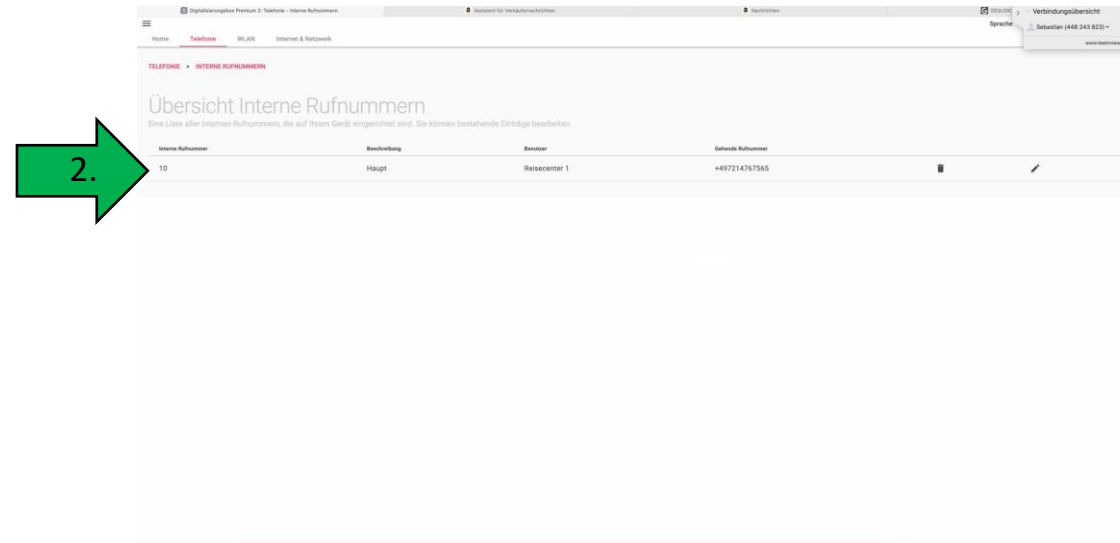 Digitalisierungsbox Premium 2: Telefonie - Interne Rufnummern
Assistent für Verkäufernachrichten
Nachrichten
Verbindungsübersicht
Sprache
Sebastian (448 243 823)
Home Telefonie WLAN Internet & Netzwerk
TELEFONIE INTERNE RUFNUMMERN
Übersicht Interne Rufnummern
Eine Liste aller internen Rufnummern, die auf Ihrem Gerät eingerichtet sind. Sie können bestehende Einträge bearbeiten.
Interne Rufnummer Beschreibung Benutzer Gehende Rufnummer
2.
10 Haupt Reisecenter 1 +497214767565